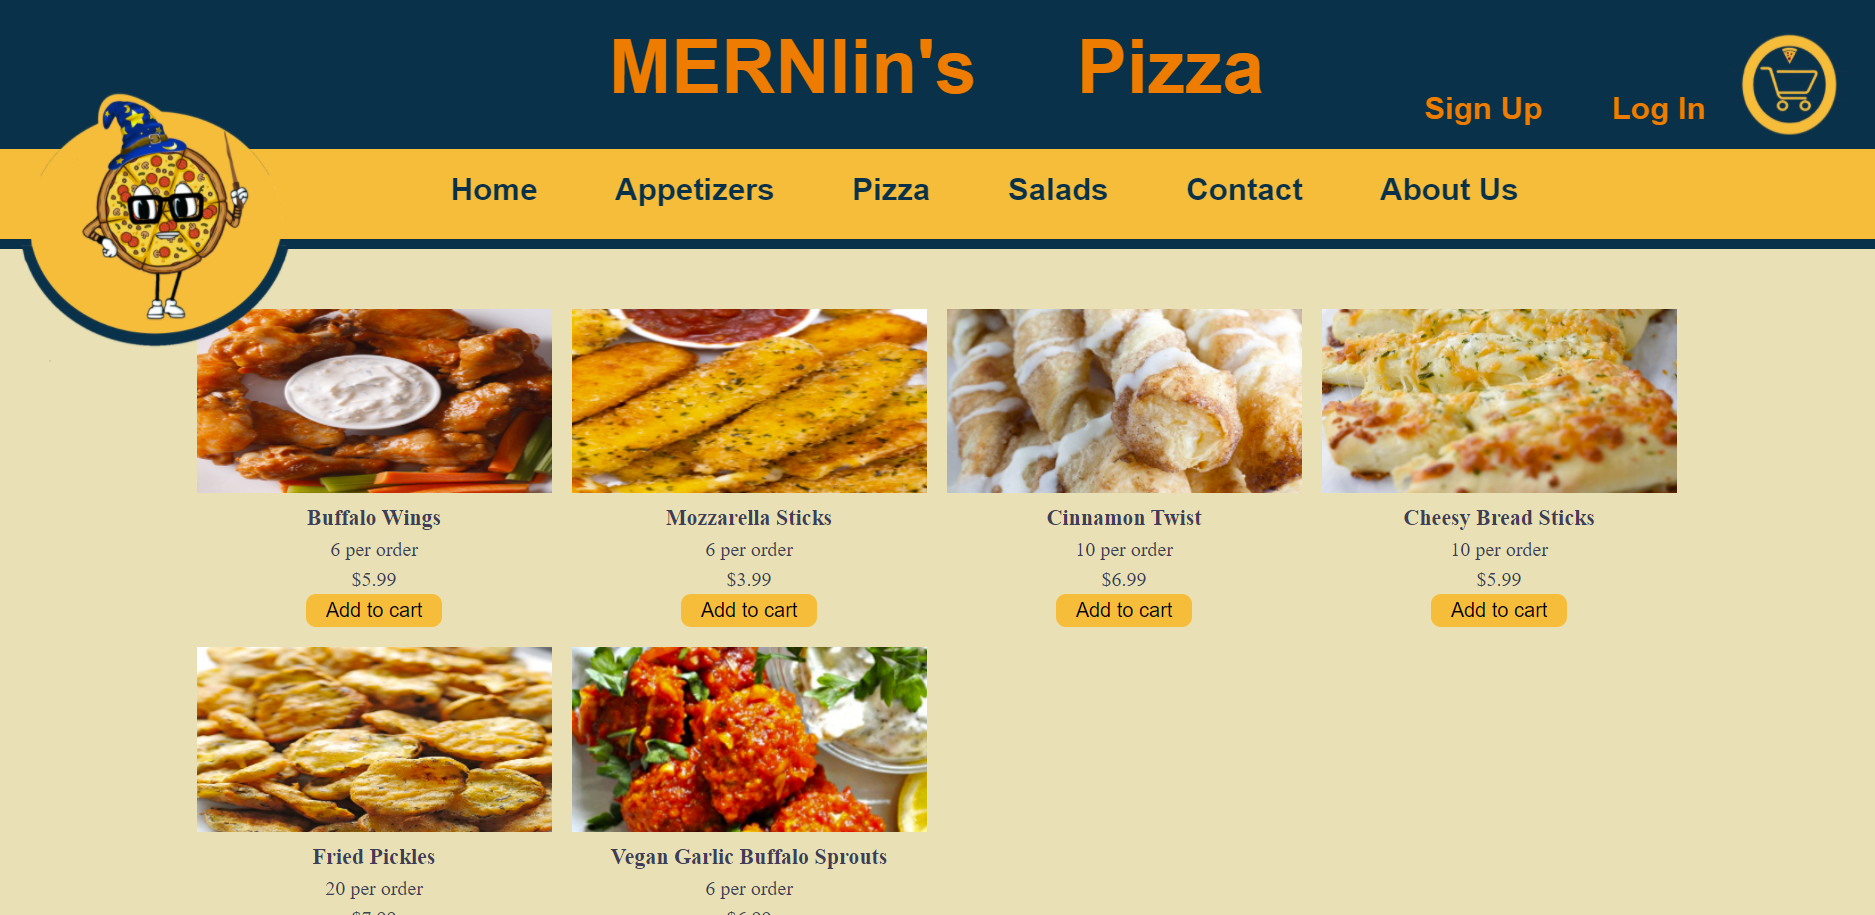 MERNlin's Pizza
Sign Up Log In
Home Appetizers Pizza Salads Contact About Us
Buffalo Wings
6 per order
$5.99
Add to cart
Mozzarella Sticks
6 per order
$3.99
Add to cart
Cinnamon Twist
10 per order
$6.99
Add to cart
Cheesy Bread Sticks
10 per order
$5.99
Add to cart
Fried Pickles
20 per order
Vegan Garlic Buffalo Sprouts
6 per order